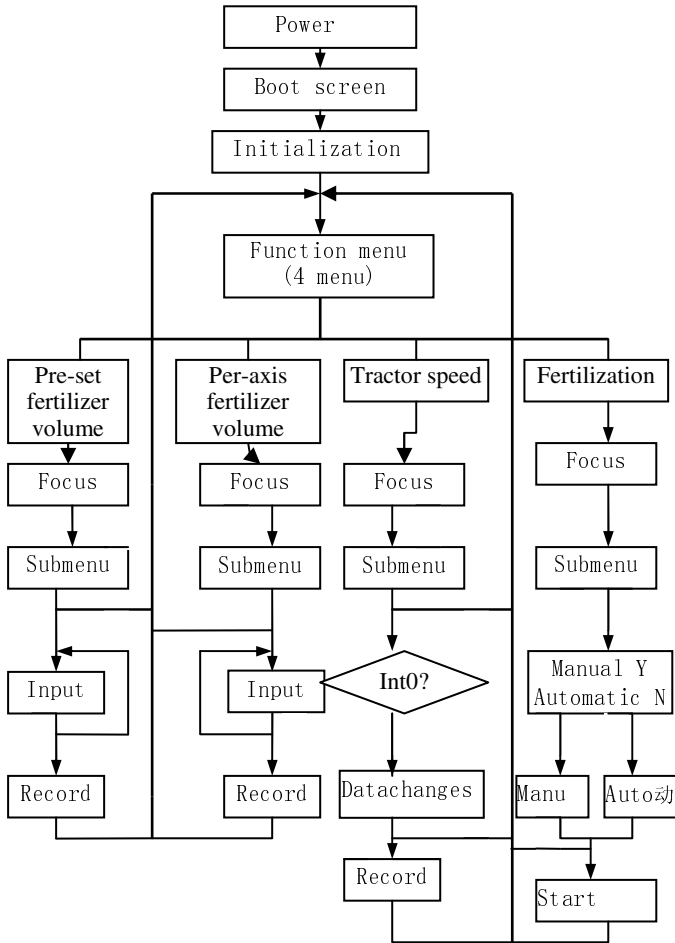 Power
Boot screen
Initialization
Function menu
(4 menu)
Pre-set
fertilizer
volume
Per-axis
fertilizer
volume
Tractor speed
Fertilization
Focus
Focus
Focus
Focus
Submenu
Submenu
Submenu
Submenu
Input
Input
Int0?
Manual Y
Automatic N
Record
Record
Datachanges
Manu
Auto动
Record
Start